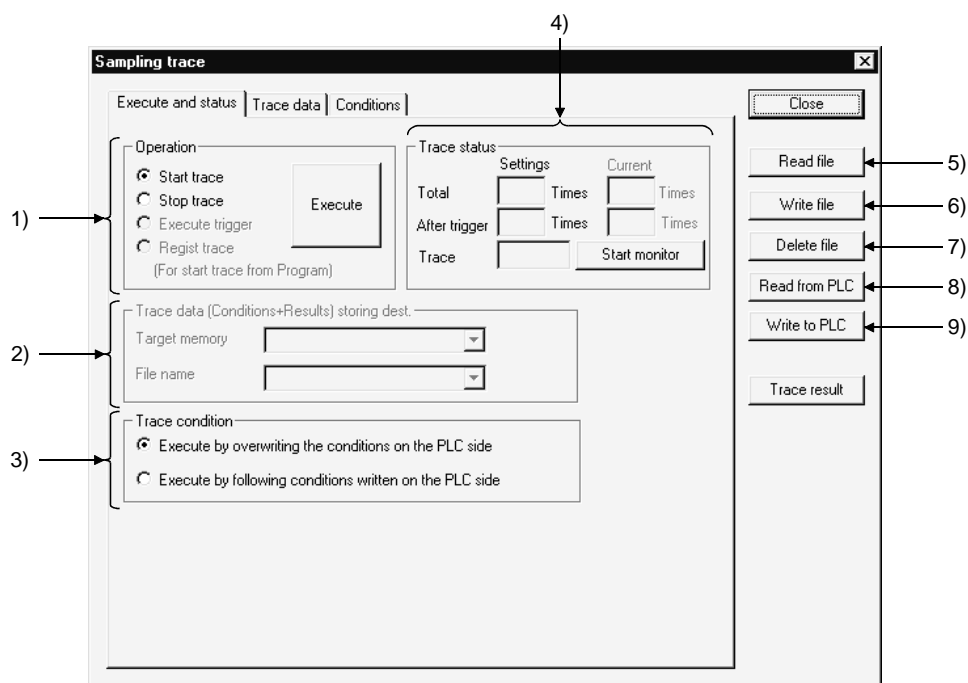 4)
Sampling trace
Execute and status Trace data Conditions
Close
Operation
Start trace
Stop trace
Execute trigger
Regist trace
(For start trace from Program)
Execute
1)
Trace status
Settings Current
Total Times Times
After trigger Times Times
Trace Start monitor
Read file 5)
Write file 6)
Delete file 7)
Read from PLC 8)
Write to PLC 9)
Trace result
2)
Trace data (Conditions+Results) storing dest.
Target memory
File name
3)
Trace condition
Execute by overwriting the conditions on the PLC side
Execute by following conditions written on the PLC side